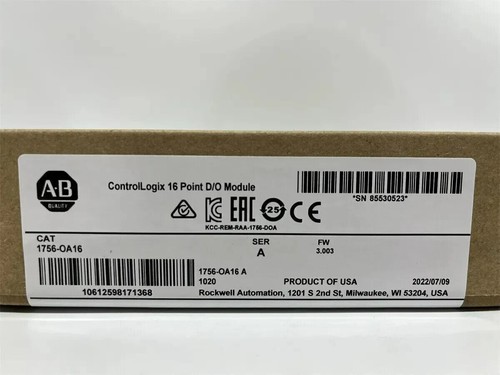 A-B
QUALITY
ControlLogix 16 Point D/O Module
*SN 85530523*
EAC
25
KCC-REM-RAA-1756-DOA
CAT
1756-OA16
SER
A
FW
3.003
1756-OA16 A
1020
PRODUCT OF USA
2022/07/09
10612598171368
Rockwell Automation, 1201 S 2nd St, Milwaukee, WI 53204, USA